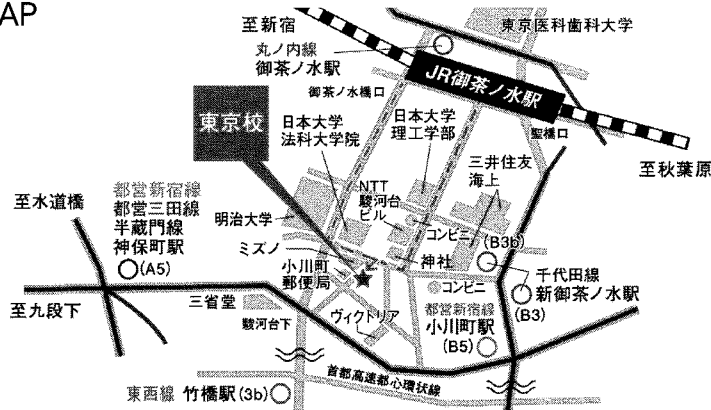 AP
至新宿
東京医科歯科大学
丸ノ内線
御茶ノ水駅
JR御茶ノ水駅
御茶ノ水橋口
聖橋口
至秋葉原
東京校
日本大学
法科大学院
日本大学
理工学部
三井住友
海上
都営新宿線
都営三田線
半蔵門線
神保町駅
(A5)
至水道橋
明治大学
NTT
駿河台
ビル
コンビニ
(B3b)
ミズノ
小川町
郵便局
神社
千代田線
新御茶ノ水駅
(B3)
コンビニ
至九段下
三省堂
駿河台下
ヴィクトリア
都営新宿線
小川町駅
(B5)
首都高速都心環状線
東西線 竹橋駅(3b)